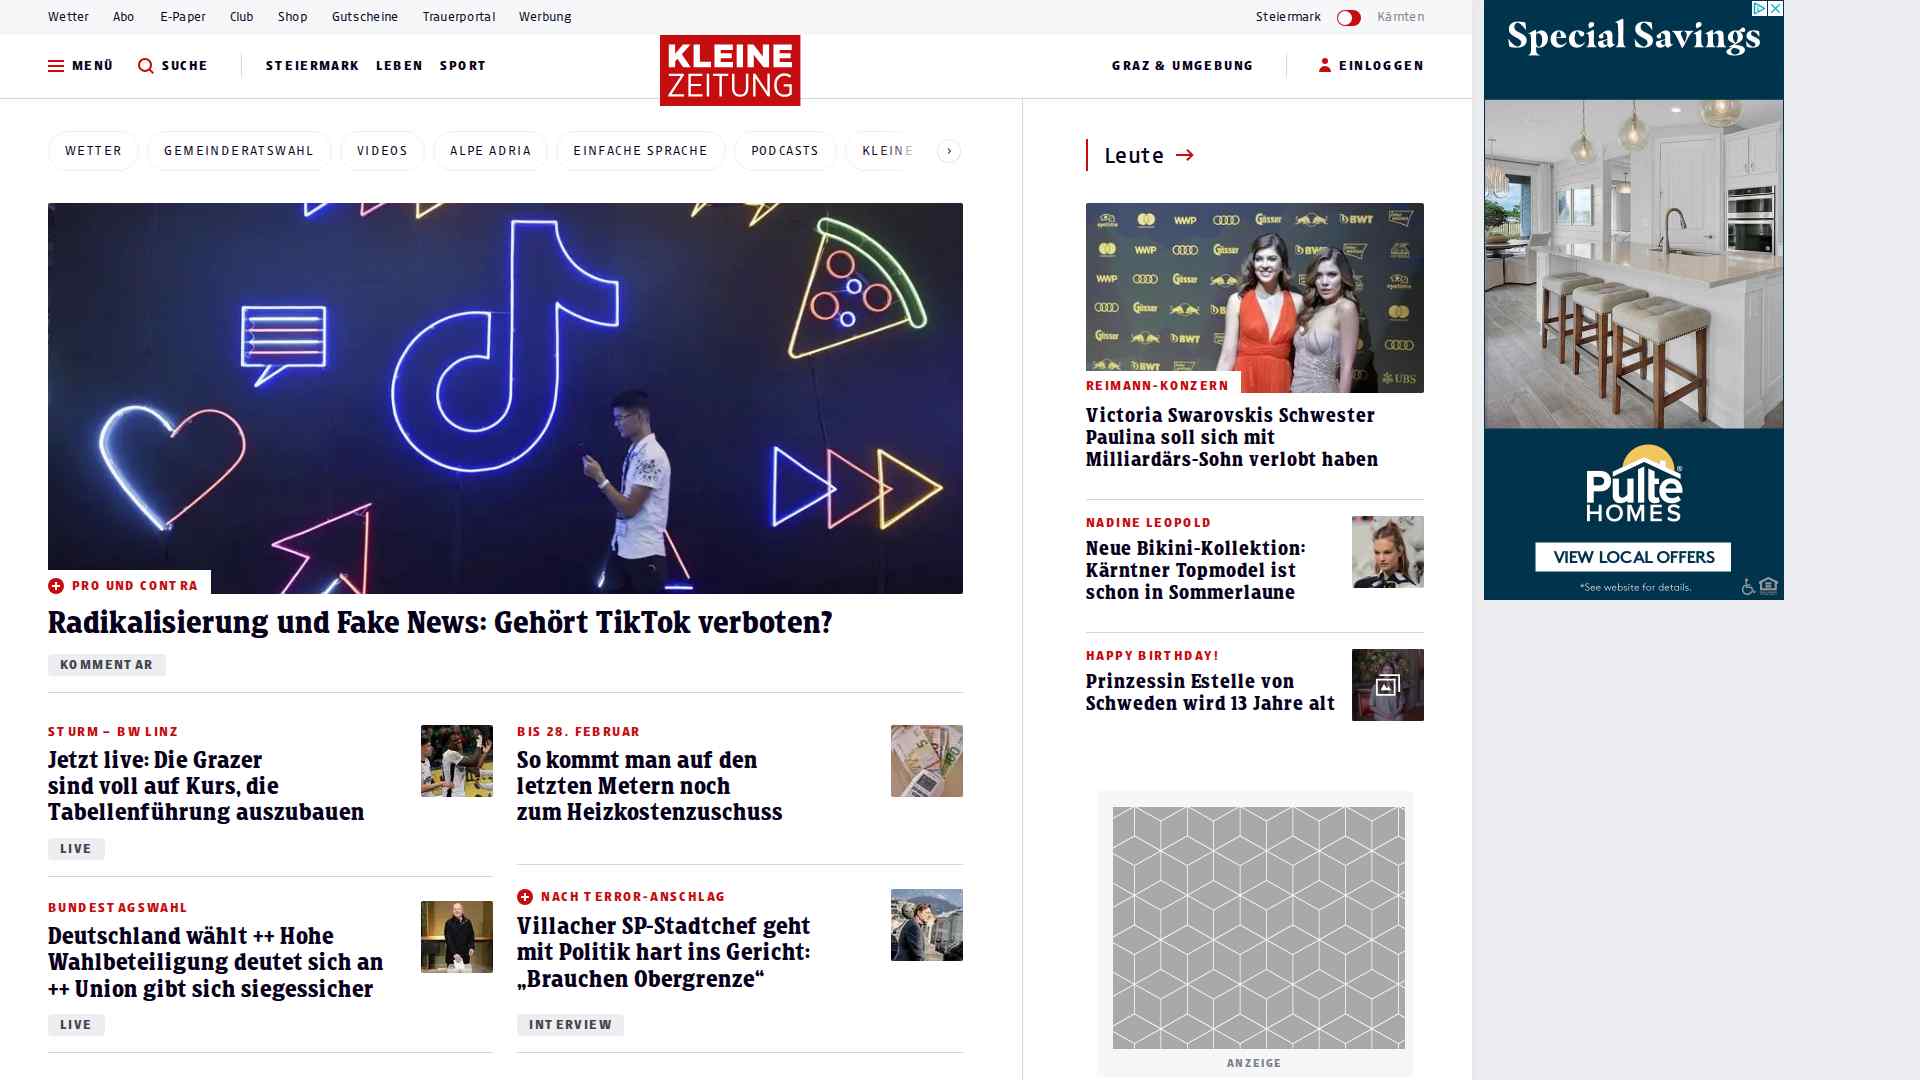 Wetter Abo E-Paper Club Shop Gutscheine Trauerportal Werbung
Steiermark Kärnten
MENÜ SUCHE STEIERMARK LEBEN SPORT
KLEINE
ZEITUNG
GRAZ & UMGEBUNG EINLOGGEN
WETTER GEMEINDERATSWAHL VIDEOS ALPE ADRIA EINFACHE SPRACHE PODCASTS KLEINE
PRO UND CONTRA
Radikalisierung und Fake News: Gehört TikTok verboten?
KOMMENTAR
STURM – BW LINZ
Jetzt live: Die Grazer
sind voll auf Kurs, die
Tabellenführung auszubauen
LIVE
BUNDESTAGSWAHL
Deutschland wählt ++ Hohe
Wahlbeteiligung deutet sich an
++ Union gibt sich siegessicher
LIVE
BIS 28. FEBRUAR
So kommt man auf den
letzten Metern noch
zum Heizkostenzuschuss
NACH TERROR-ANSCHLAG
Villacher SP-Stadtchef geht
mit Politik hart ins Gericht:
„Brauchen Obergrenze“
INTERVIEW
Leute
WWP Gösser BWT
UBS
REIMANN-KONZERN
Victoria Swarovskis Schwester
Paulina soll sich mit
Milliardärs-Sohn verlobt haben
NADINE LEOPOLD
Neue Bikini-Kollektion:
Kärntner Topmodel ist
schon in Sommerlaune
HAPPY BIRTHDAY!
Prinzessin Estelle von
Schweden wird 13 Jahre alt
ANZEIGE
Special Savings
Pulte®
HOMES
VIEW LOCAL OFFERS
*See website for details.